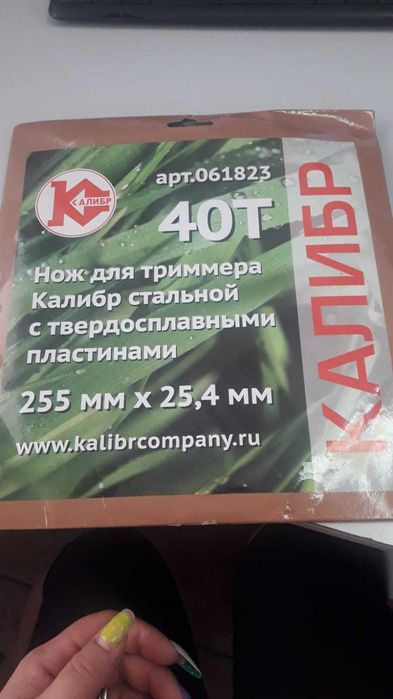 КАЛИБР
арт.061823
40Т
Нож для триммера
Калибр стальной
с твердосплавными
пластинами
255 мм х 25,4 мм
www.kalibrcompany.ru
КАЛИБР